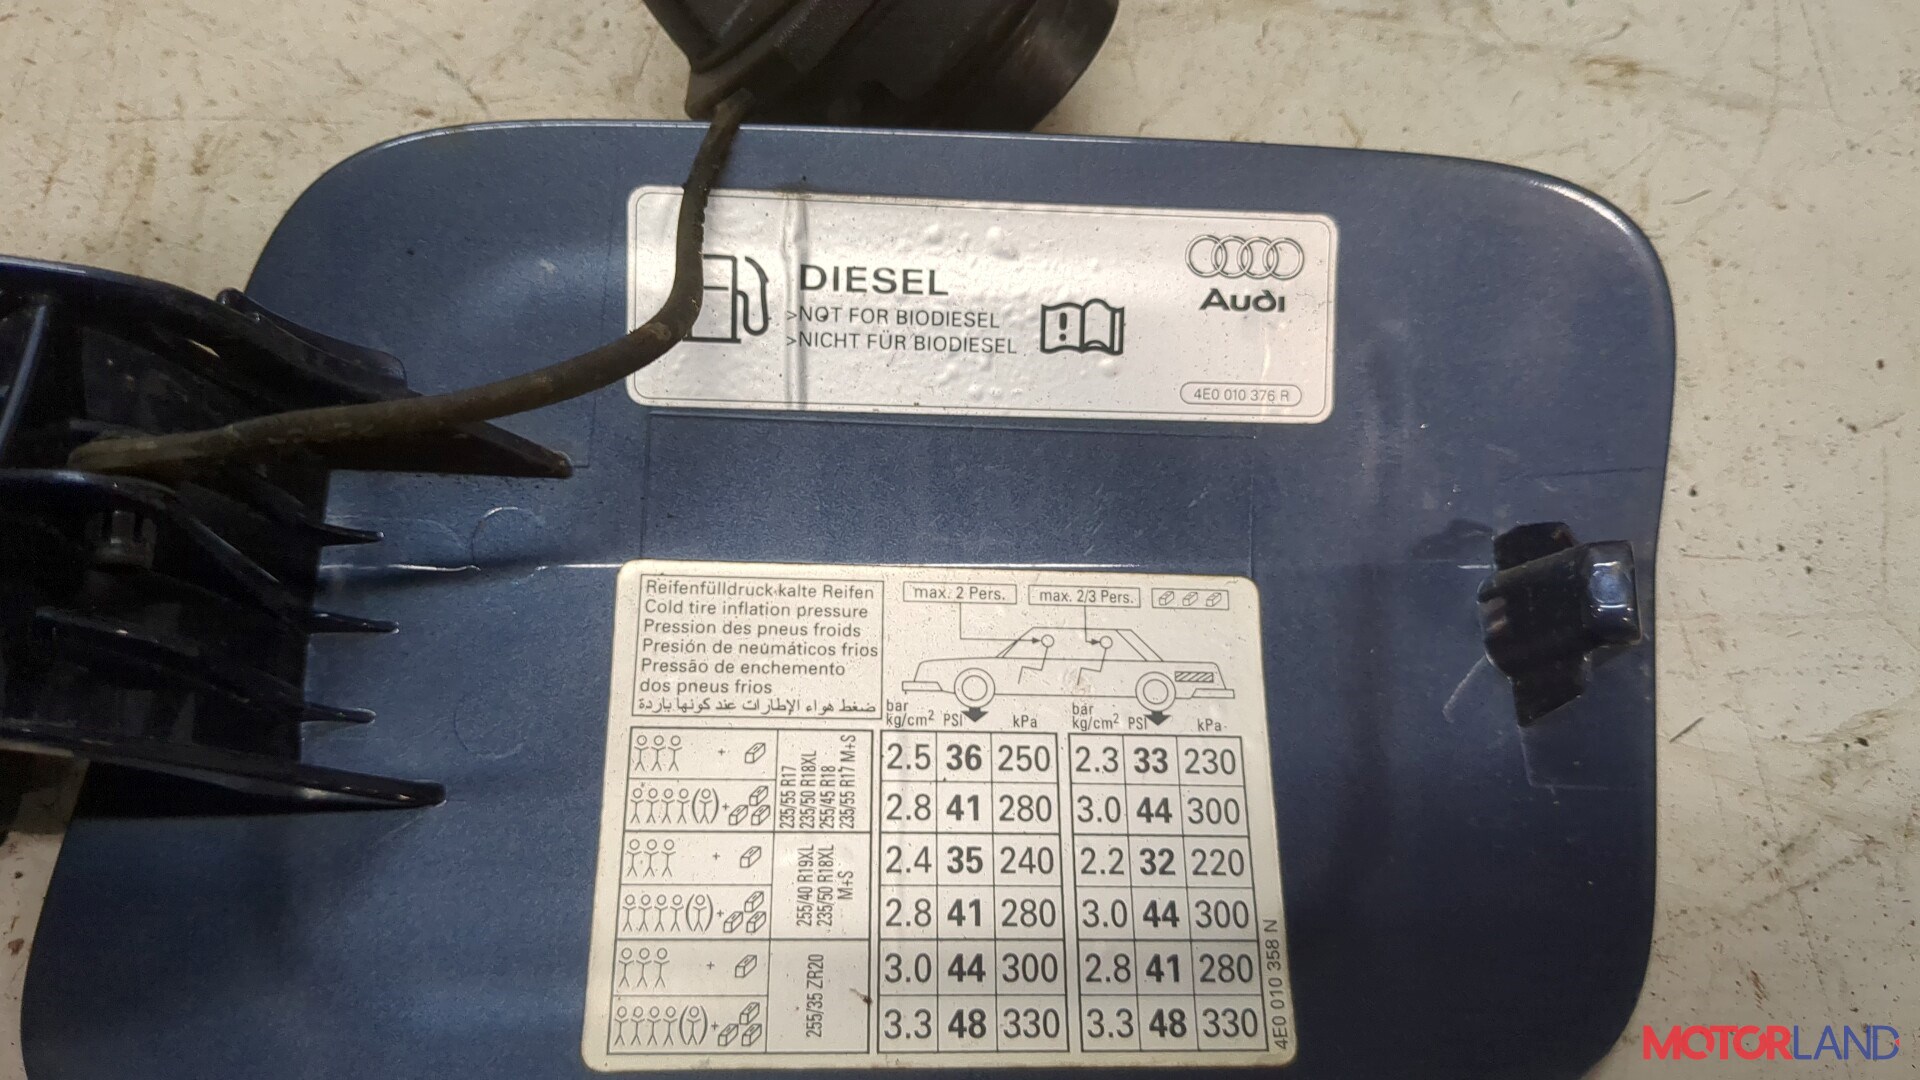 DIESEL
>NOT FOR BIODIESEL
>NICHT FÜR BIODIESEL
Audi
4E0 010 376 R
Reifenfülldruck·kalte Reifen
Cold tire inflation pressure
Pression des pneus froids
Presión de neumáticos frios
Pressão de enchemento
dos pneus frios
ضغط هواء الإطارات عند كونها باردة
max. 2 Pers.
max. 2/3 Pers.
bar
kg/cm² PSI kPa
bar
kg/cm² PSI kPa
+
235/55 R17
235/50 R18XL
255/45 R18
235/55 R17 M+S
2.5 36 250 2.3 33 230
( )+
2.8 41 280 3.0 44 300
+
255/40 R19XL
235/50 R18XL
M+S
2.4 35 240 2.2 32 220
( )+
2.8 41 280 3.0 44 300
+
255/35 ZR20
3.0 44 300 2.8 41 280
( )+
3.3 48 330 3.3 48 330
4E0 010 358 N
MOTORLAND